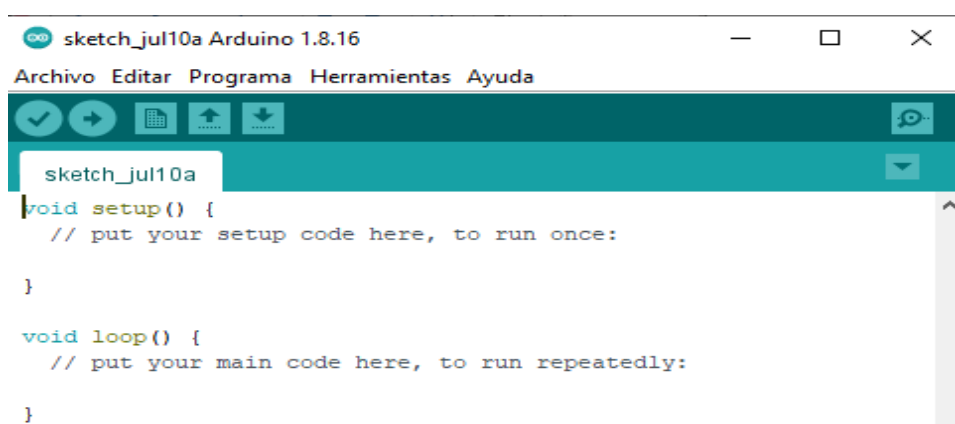 sketch_jul10a Arduino 1.8.16
Archivo Editar Programa Herramientas Ayuda
sketch_jul10a
void setup() {
  // put your setup code here, to run once:

}

void loop() {
  // put your main code here, to run repeatedly:

}